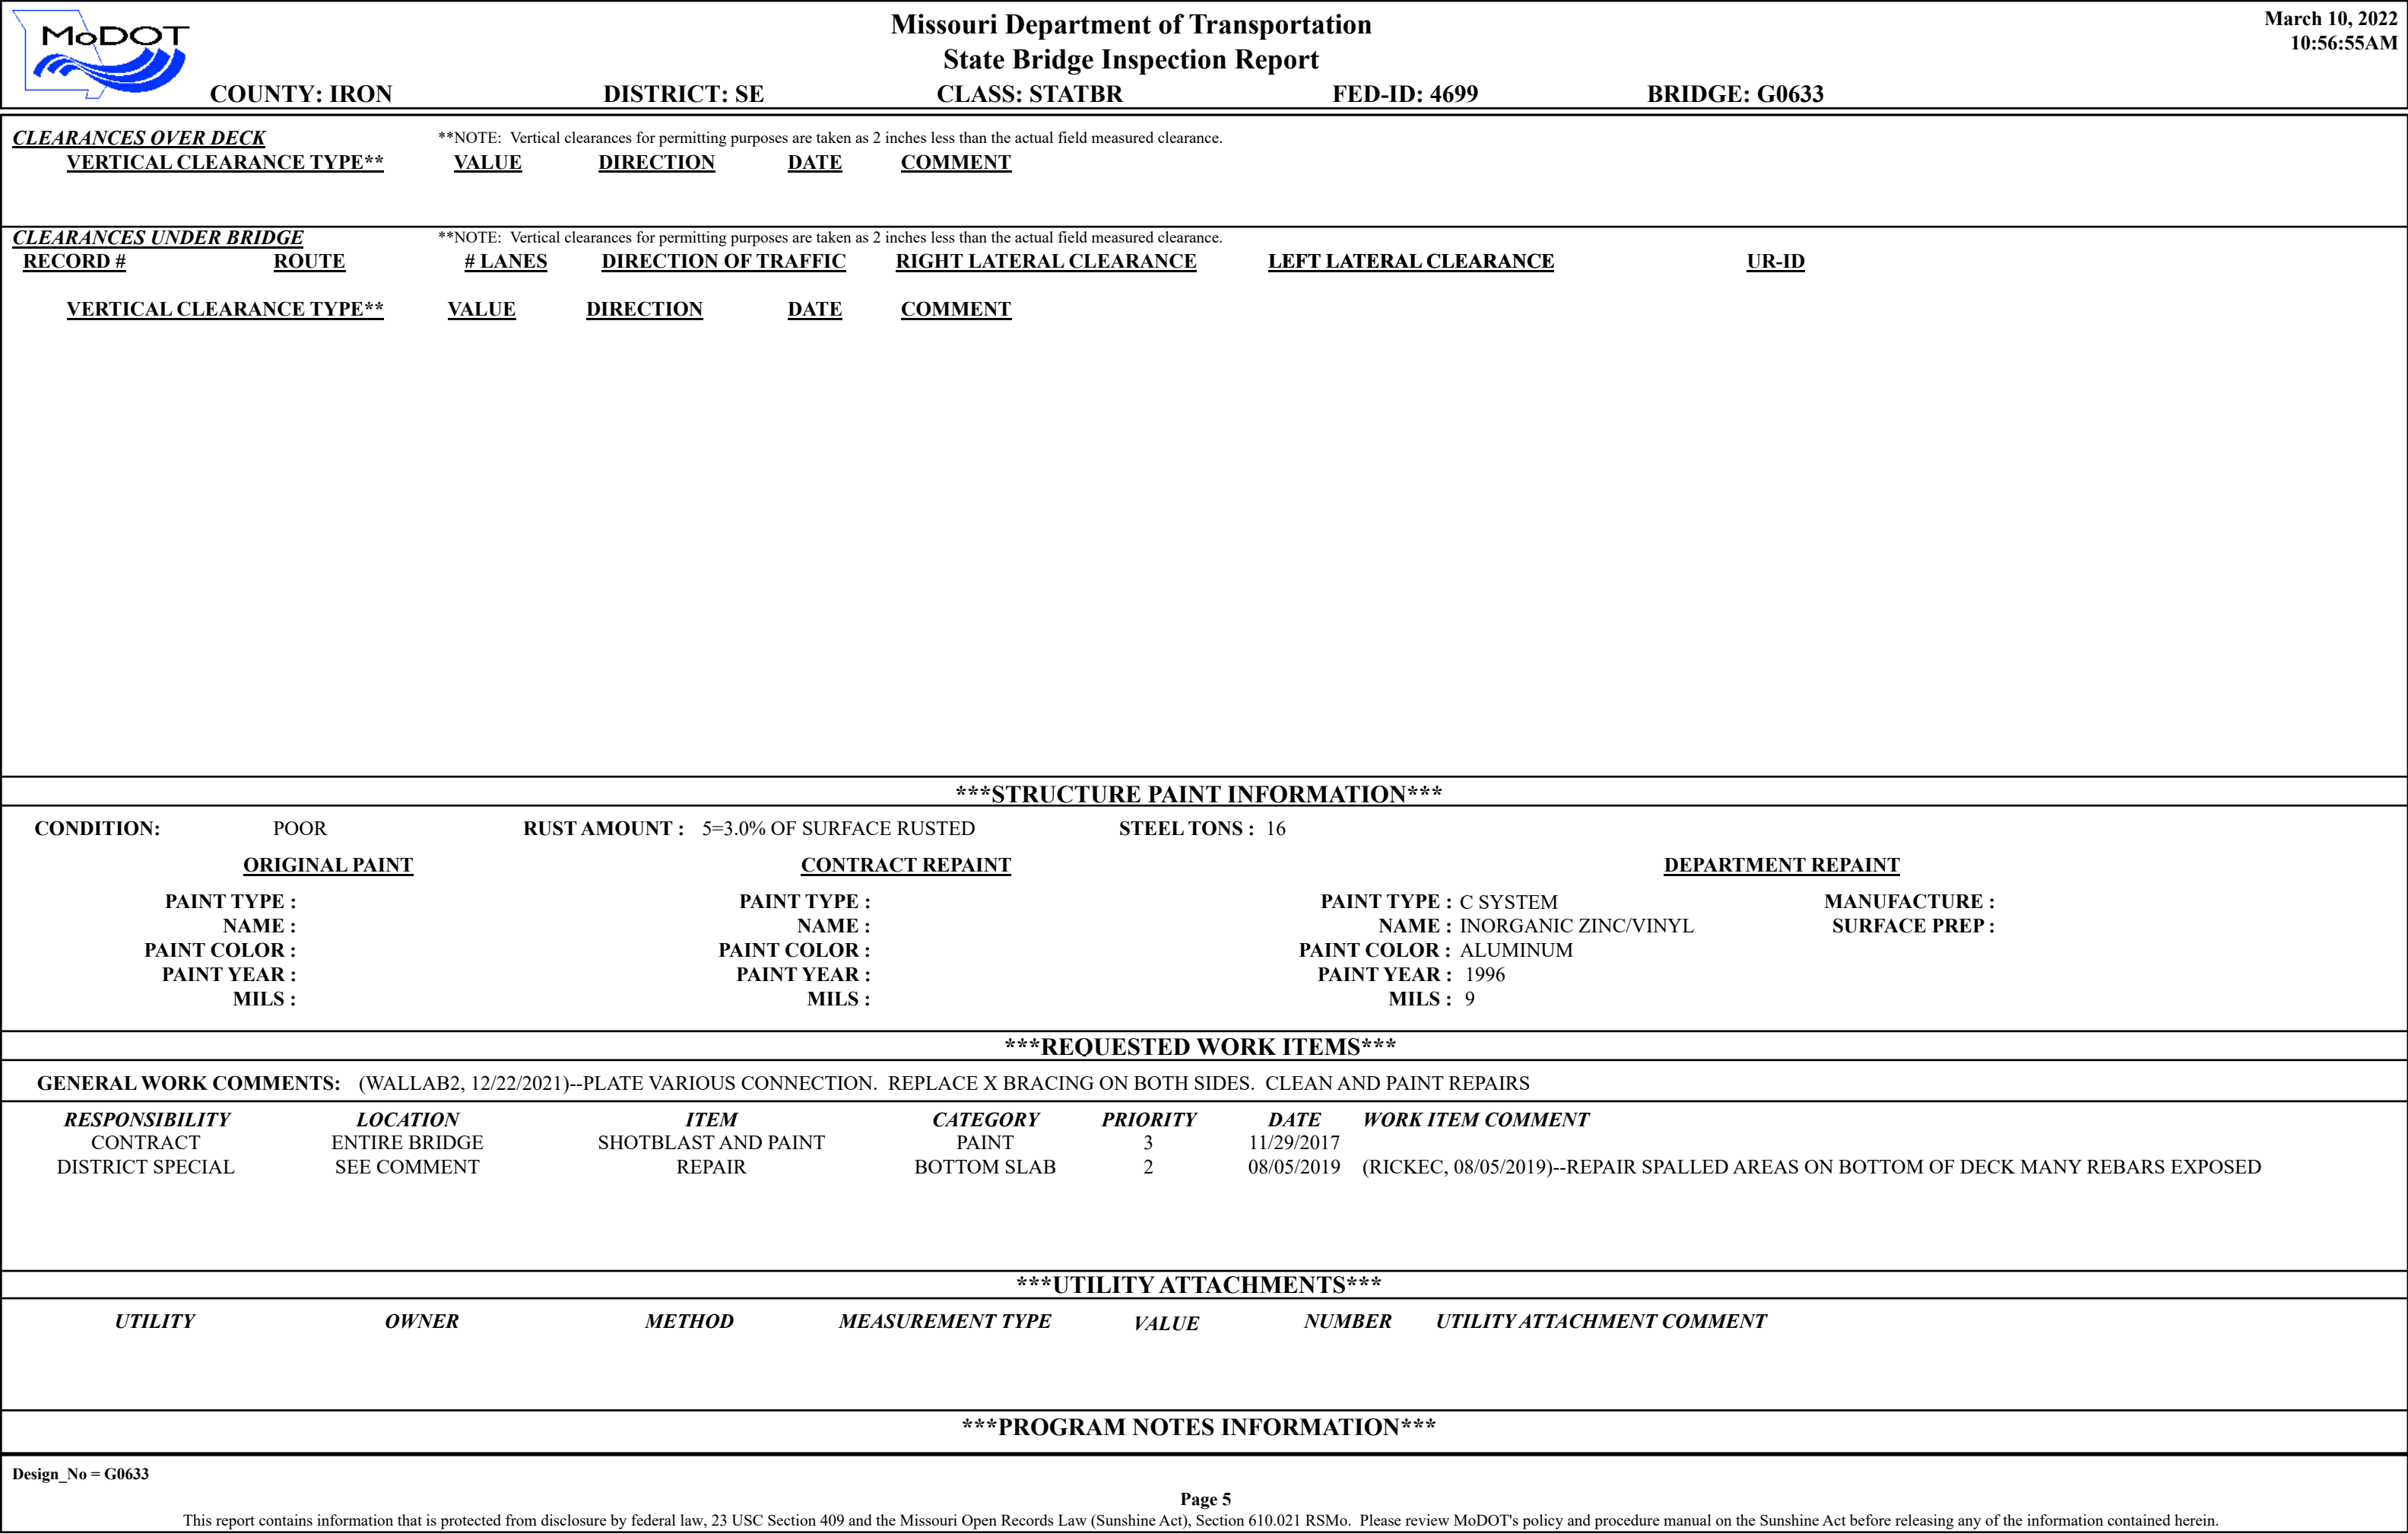 MoDOT
Missouri Department of Transportation
State Bridge Inspection Report
March 10, 2022
10:56:55AM
COUNTY: IRON DISTRICT: SE CLASS: STATBR FED-ID: 4699 BRIDGE: G0633
CLEARANCES OVER DECK **NOTE: Vertical clearances for permitting purposes are taken as 2 inches less than the actual field measured clearance.
VERTICAL CLEARANCE TYPE** VALUE DIRECTION DATE COMMENT
CLEARANCES UNDER BRIDGE **NOTE: Vertical clearances for permitting purposes are taken as 2 inches less than the actual field measured clearance.
RECORD # ROUTE # LANES DIRECTION OF TRAFFIC RIGHT LATERAL CLEARANCE LEFT LATERAL CLEARANCE UR-ID
VERTICAL CLEARANCE TYPE** VALUE DIRECTION DATE COMMENT
***STRUCTURE PAINT INFORMATION***
CONDITION: POOR RUST AMOUNT : 5=3.0% OF SURFACE RUSTED STEEL TONS : 16
ORIGINAL PAINT CONTRACT REPAINT DEPARTMENT REPAINT
PAINT TYPE : PAINT TYPE : PAINT TYPE : C SYSTEM MANUFACTURE :
NAME : NAME : NAME : INORGANIC ZINC/VINYL SURFACE PREP :
PAINT COLOR : PAINT COLOR : PAINT COLOR : ALUMINUM
PAINT YEAR : PAINT YEAR : PAINT YEAR : 1996
MILS : MILS : MILS : 9
***REQUESTED WORK ITEMS***
GENERAL WORK COMMENTS: (WALLAB2, 12/22/2021)--PLATE VARIOUS CONNECTION. REPLACE X BRACING ON BOTH SIDES. CLEAN AND PAINT REPAIRS
RESPONSIBILITY LOCATION ITEM CATEGORY PRIORITY DATE WORK ITEM COMMENT
CONTRACT ENTIRE BRIDGE SHOTBLAST AND PAINT PAINT 3 11/29/2017
DISTRICT SPECIAL SEE COMMENT REPAIR BOTTOM SLAB 2 08/05/2019 (RICKEC, 08/05/2019)--REPAIR SPALLED AREAS ON BOTTOM OF DECK MANY REBARS EXPOSED
***UTILITY ATTACHMENTS***
UTILITY OWNER METHOD MEASUREMENT TYPE VALUE NUMBER UTILITY ATTACHMENT COMMENT
***PROGRAM NOTES INFORMATION***
Design_No = G0633
Page 5
This report contains information that is protected from disclosure by federal law, 23 USC Section 409 and the Missouri Open Records Law (Sunshine Act), Section 610.021 RSMo. Please review MoDOT's policy and procedure manual on the Sunshine Act before releasing any of the information contained herein.